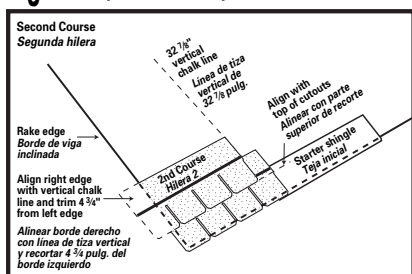 Second Course
Segunda hilera
32 7/8"
vertical
chalk line
Línea de tiza
vertical de
32 7/8 pulg.
Align with
top of cutouts
Alinear con parte
superior de recorte
Rake edge
Borde de viga
inclinada
2nd Course
Hilera 2
Starter shingle
Teja inicial
Align right edge
with vertical chalk
line and trim 4 3/4"
from left edge
Alinear borde derecho
con línea de tiza vertical
y recortar 4 3/4 pulg. del
borde izquierdo